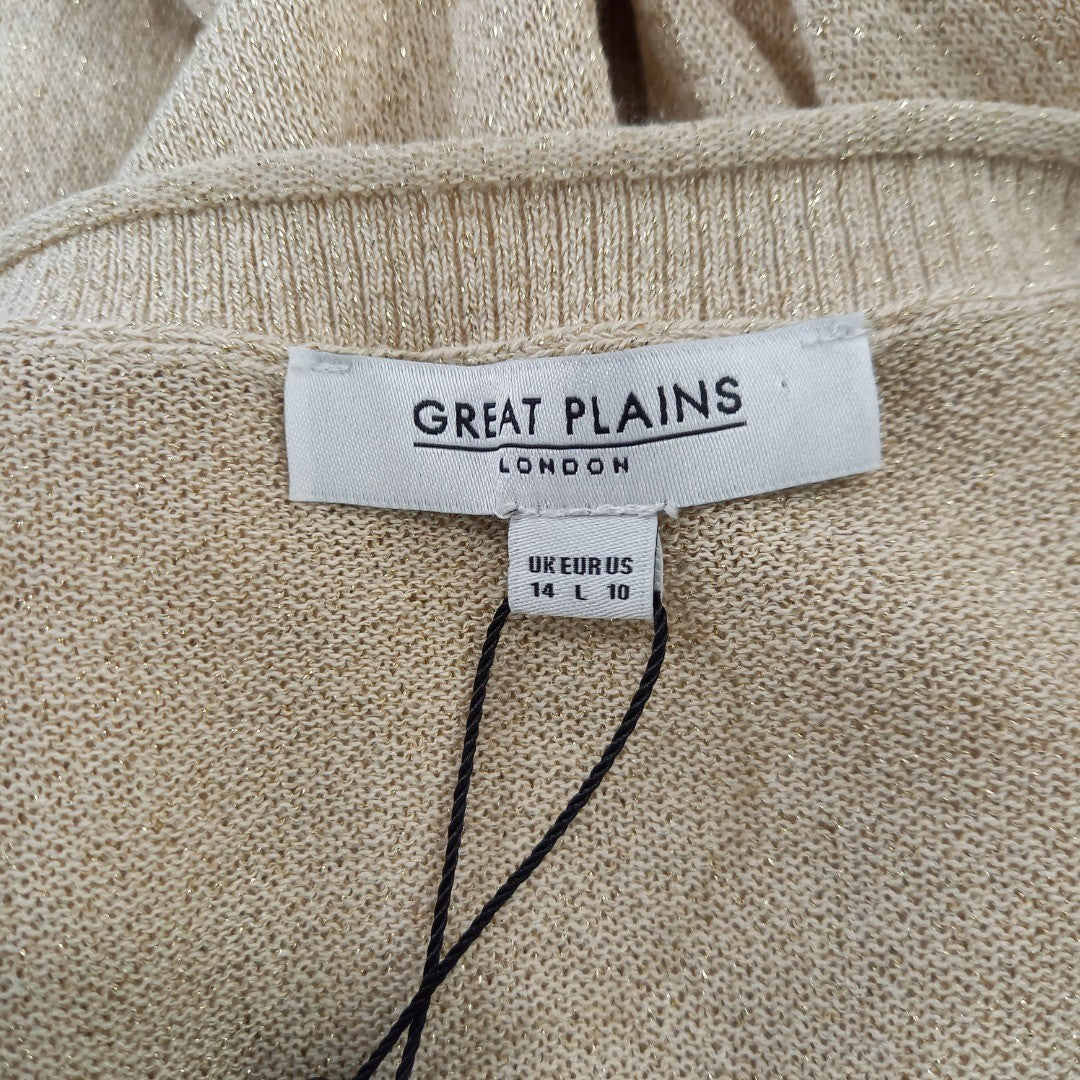 GREAT PLAINS
LONDON
UK EUR US
14 L 10